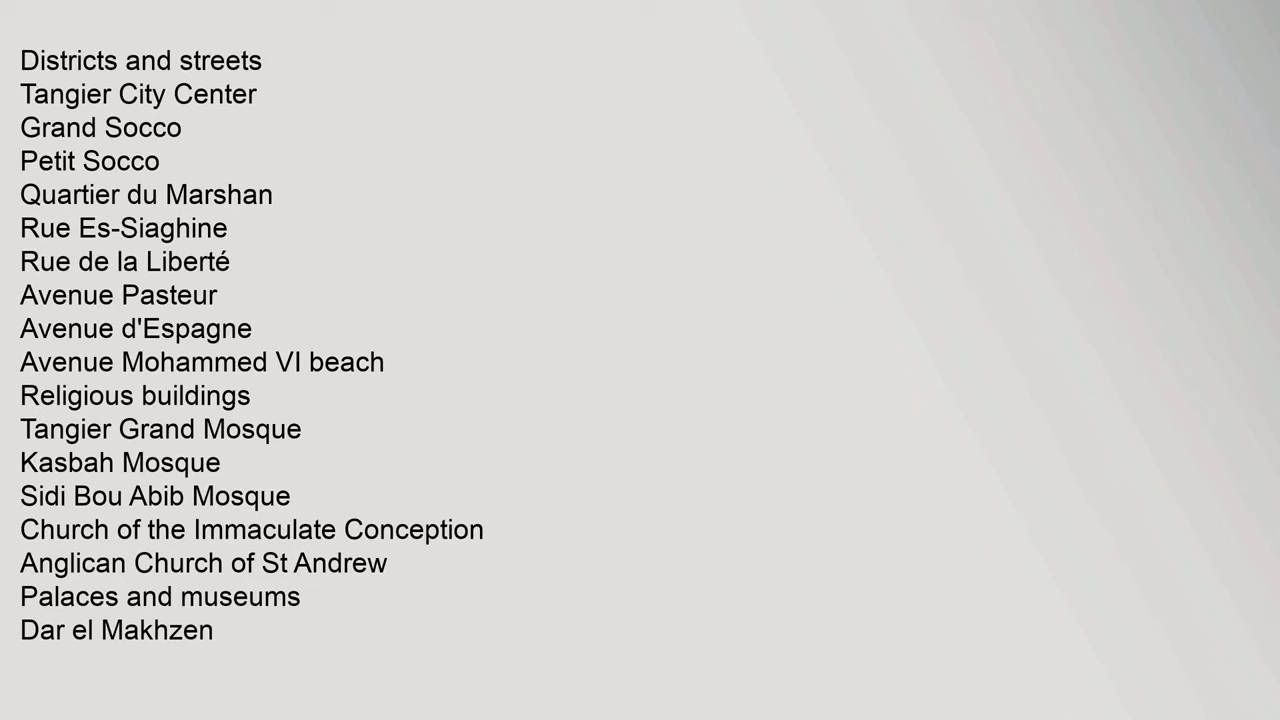 Districts and streets
Tangier City Center
Grand Socco
Petit Socco
Quartier du Marshan
Rue Es-Siaghine
Rue de la Liberté
Avenue Pasteur
Avenue d'Espagne
Avenue Mohammed VI beach
Religious buildings
Tangier Grand Mosque
Kasbah Mosque
Sidi Bou Abib Mosque
Church of the Immaculate Conception
Anglican Church of St Andrew
Palaces and museums
Dar el Makhzen